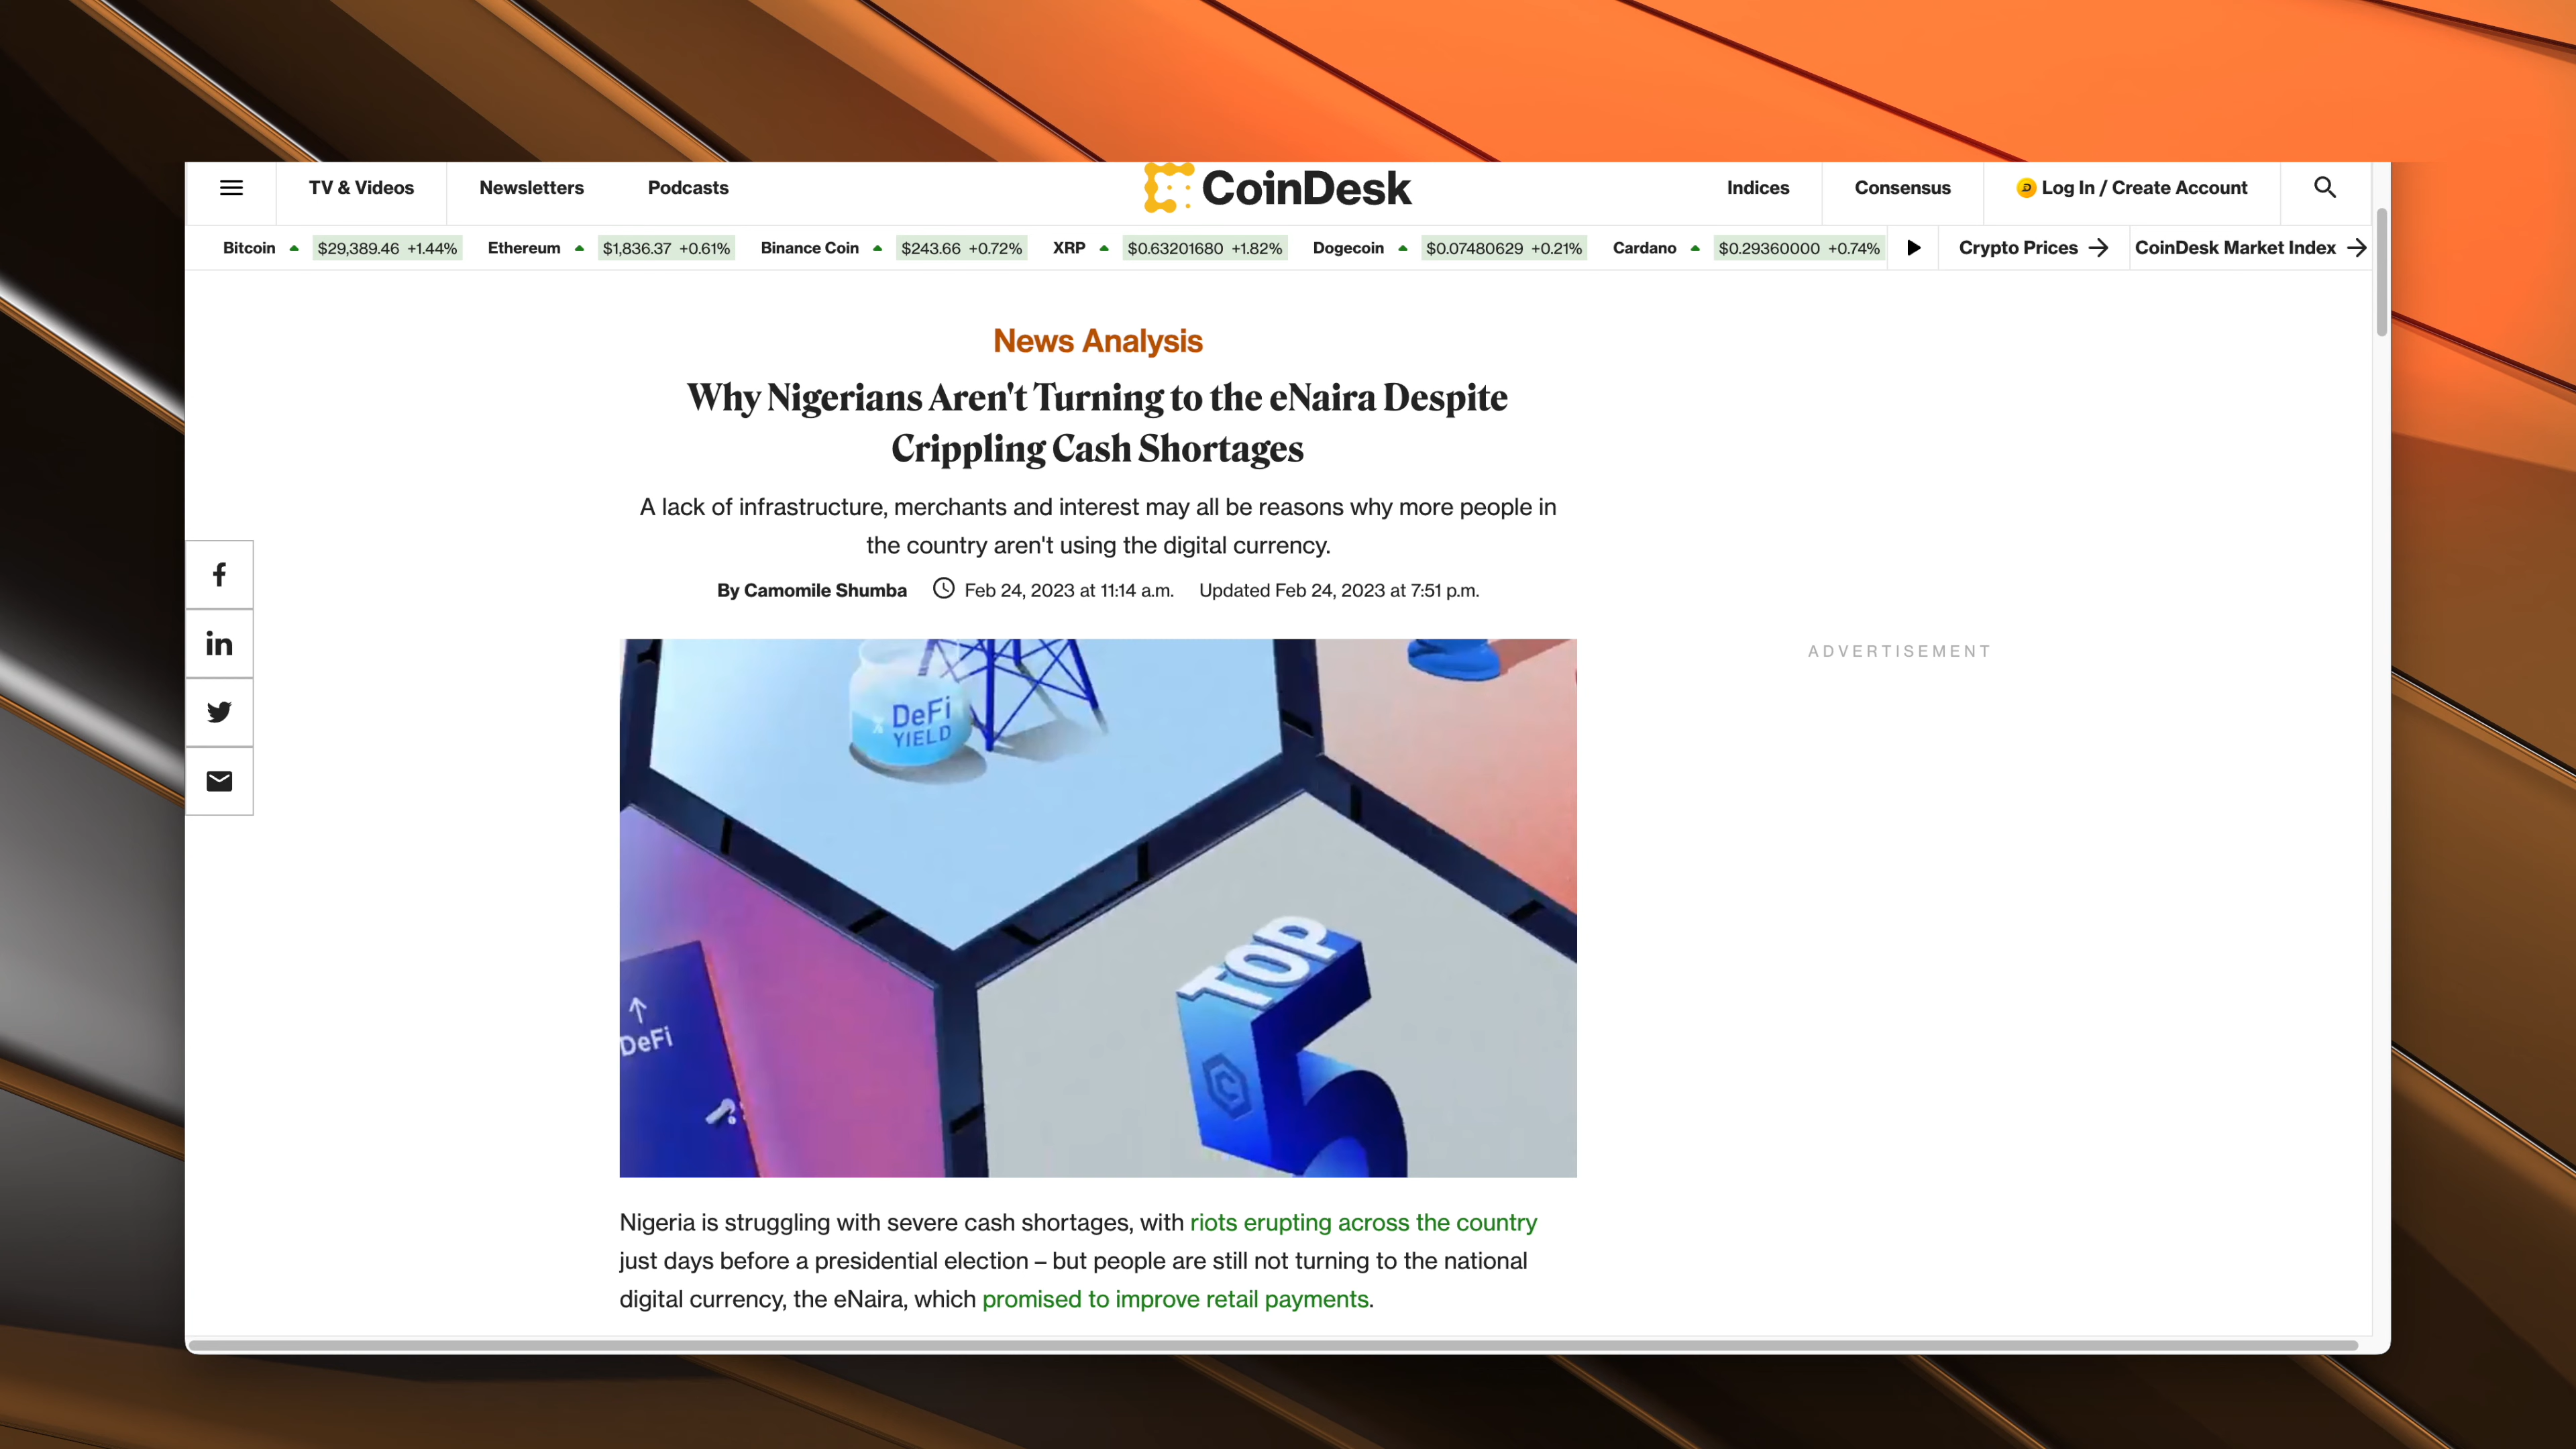 TV & Videos
Newsletters
Podcasts
CoinDesk
Indices
Consensus
Log In / Create Account
Bitcoin $29,389.46 +1.44% Ethereum $1,836.37 +0.61% Binance Coin $243.66 +0.72% XRP $0.63201680 +1.82% Dogecoin $0.07480629 +0.21% Cardano $0.29360000 +0.74%
Crypto Prices
CoinDesk Market Index
News Analysis
Why Nigerians Aren't Turning to the eNaira Despite
Crippling Cash Shortages
A lack of infrastructure, merchants and interest may all be reasons why more people in
the country aren't using the digital currency.
By Camomile Shumba Feb 24, 2023 at 11:14 a.m. Updated Feb 24, 2023 at 7:51 p.m.
f
in
ADVERTISEMENT
DeFi
YIELD
DeFi
TOP
5
C
Nigeria is struggling with severe cash shortages, with riots erupting across the country
just days before a presidential election – but people are still not turning to the national
digital currency, the eNaira, which promised to improve retail payments.